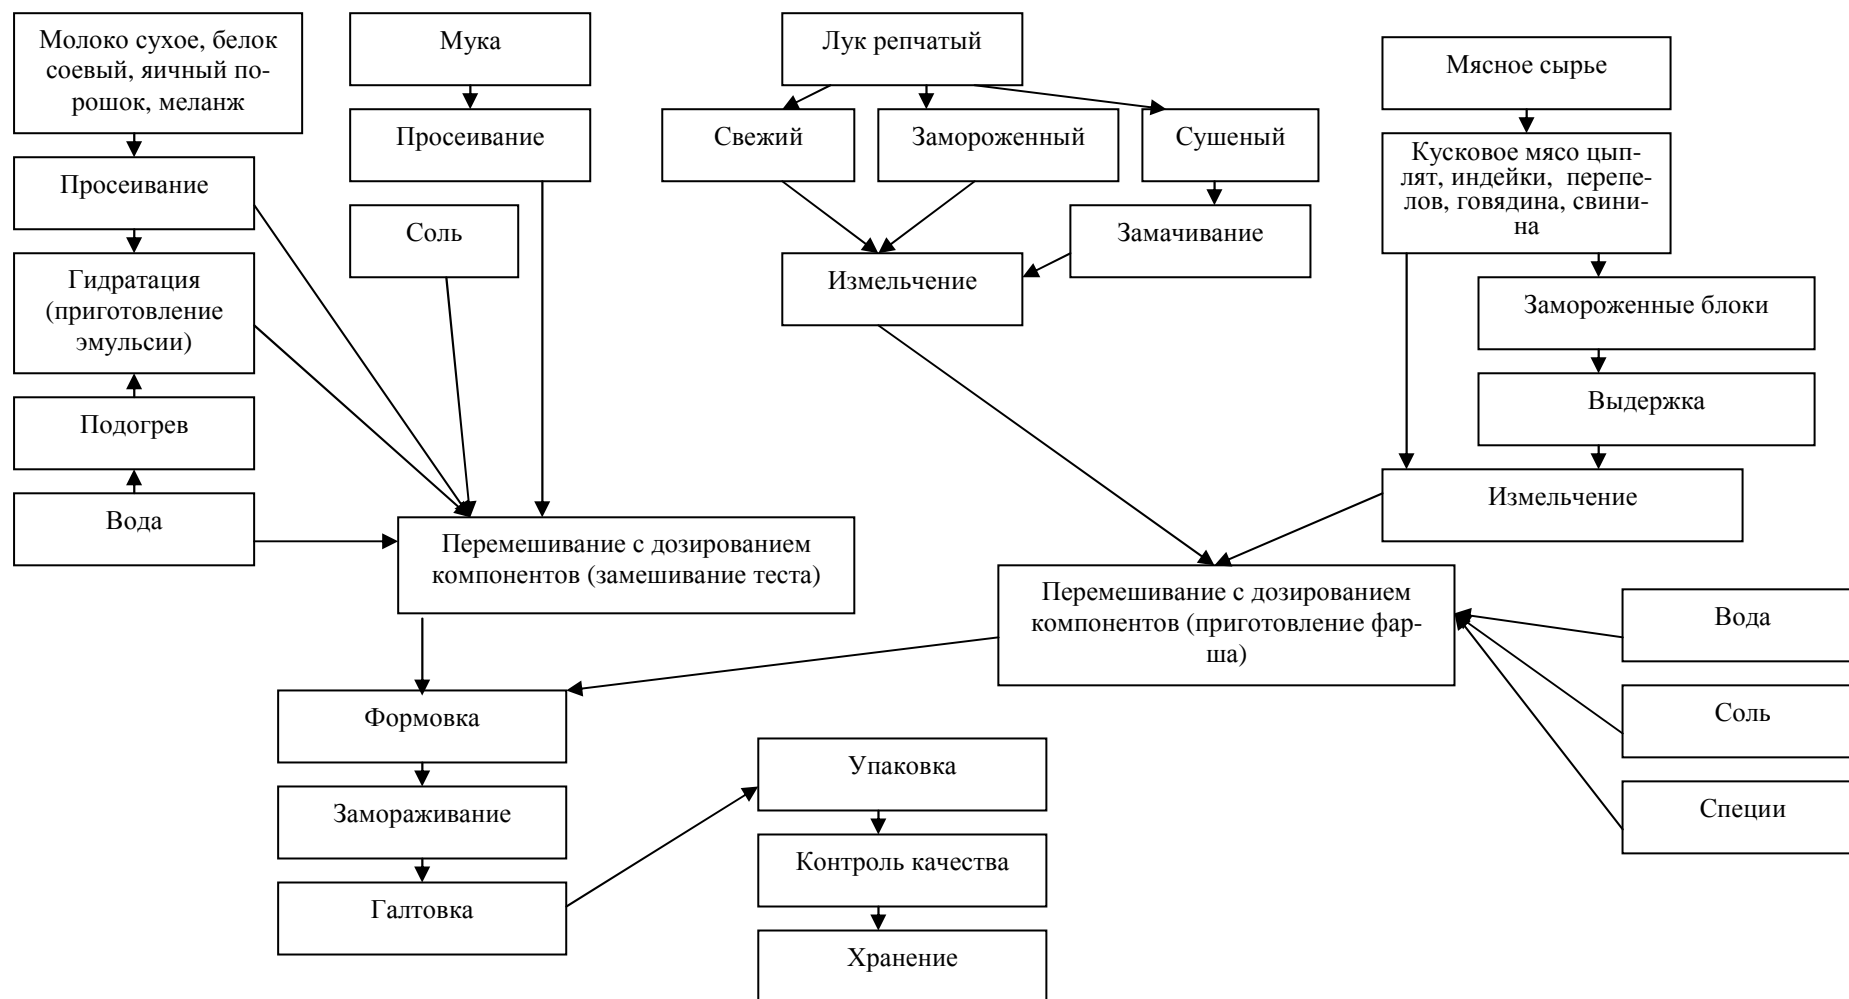 Молоко сухое, белок
соевый, яичный по-
рошок, меланж
Мука
Лук репчатый
Мясное сырье
Просеивание
Свежий
Замороженный
Сушеный
Кусковое мясо цып-
лят, индейки, перепе-
лов, говядина, свини-
на
Просеивание
Соль
Замачивание
Гидратация
(приготовление
эмульсии)
Измельчение
Замороженные блоки
Подогрев
Выдержка
Вода
Измельчение
Перемешивание с дозированием
компонентов (замешивание теста)
Перемешивание с дозированием
компонентов (приготовление фар-
ша)
Вода
Формовка
Соль
Упаковка
Замораживание
Специи
Контроль качества
Галтовка
Хранение